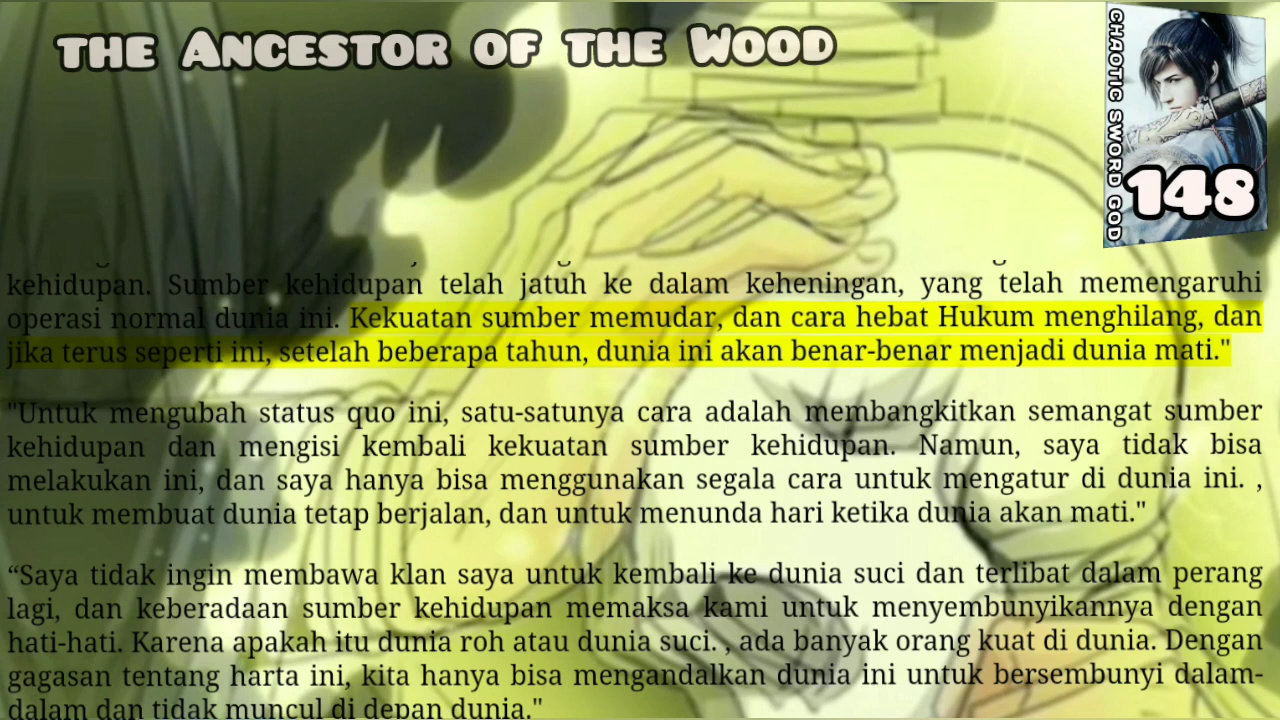 THE ANCESTOR OF THE WOOD
CHAOTIC SWORD GOD
148
kehidupan. Sumber kehidupan telah jatuh ke dalam keheningan, yang telah memengaruhi
operasi normal dunia ini. Kekuatan sumber memudar, dan cara hebat Hukum menghilang, dan
jika terus seperti ini, setelah beberapa tahun, dunia ini akan benar-benar menjadi dunia mati."
"Untuk mengubah status quo ini, satu-satunya cara adalah membangkitkan semangat sumber
kehidupan dan mengisi kembali kekuatan sumber kehidupan. Namun, saya tidak bisa
melakukan ini, dan saya hanya bisa menggunakan segala cara untuk mengatur di dunia ini. ,
untuk membuat dunia tetap berjalan, dan untuk menunda hari ketika dunia akan mati."
“Saya tidak ingin membawa klan saya untuk kembali ke dunia suci dan terlibat dalam perang
lagi, dan keberadaan sumber kehidupan memaksa kami untuk menyembunyikannya dengan
hati-hati. Karena apakah itu dunia roh atau dunia suci. , ada banyak orang kuat di dunia. Dengan
gagasan tentang harta ini, kita hanya bisa mengandalkan dunia ini untuk bersembunyi dalam-
dalam dan tidak muncul di depan dunia."